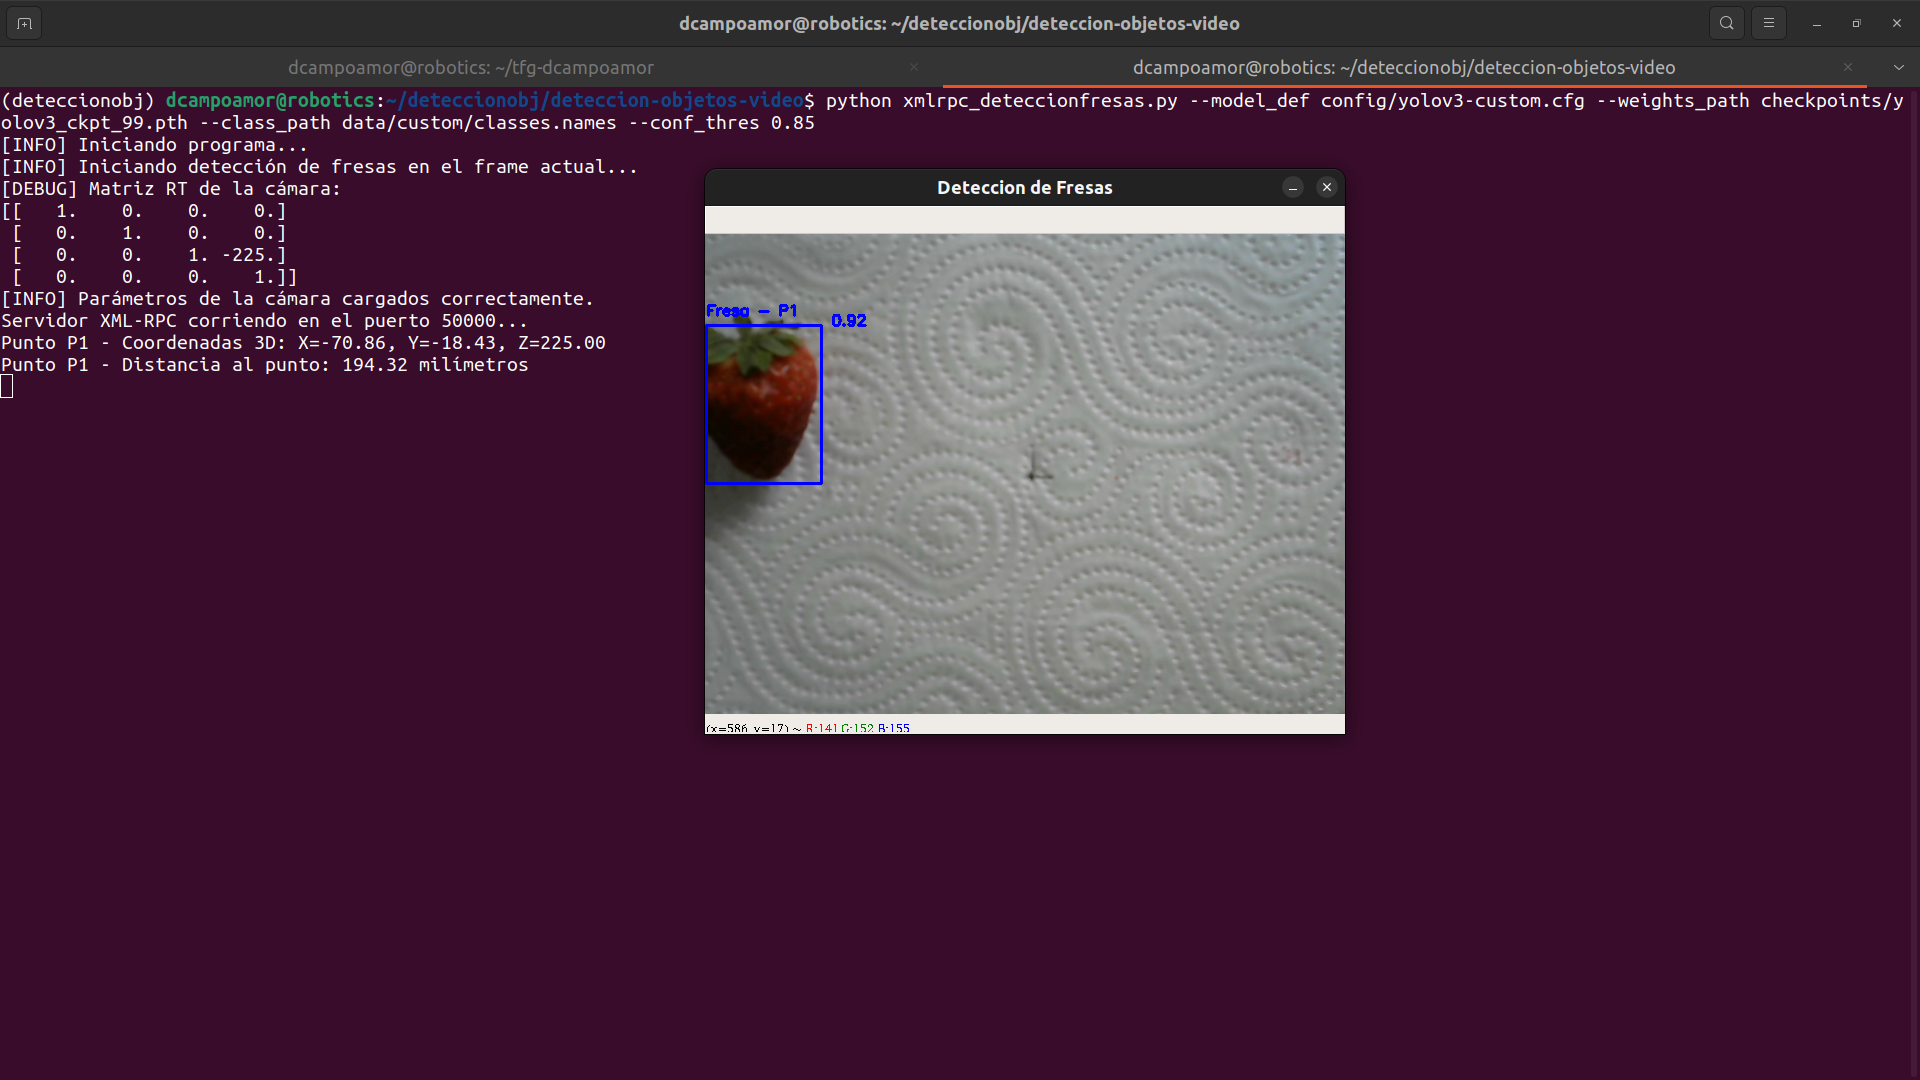 dcampoamor@robotics: ~/deteccionobj/deteccion-objetos-video
dcampoamor@robotics: ~/tfg-dcampoamor
dcampoamor@robotics: ~/deteccionobj/deteccion-objetos-video
(deteccionobj) dcampoamor@robotics:~/deteccionobj/deteccion-objetos-video$ python xmlrpc_deteccionfresas.py --model_def config/yolov3-custom.cfg --weights_path checkpoints/y
olov3_ckpt_99.pth --class_path data/custom/classes.names --conf_thres 0.85
[INFO] Iniciando programa...
[INFO] Iniciando detección de fresas en el frame actual...
[DEBUG] Matriz RT de la cámara:
[[   1.    0.    0.    0.]
 [   0.    1.    0.    0.]
 [   0.    0.    1. -225.]
 [   0.    0.    0.    1.]]
[INFO] Parámetros de la cámara cargados correctamente.
Servidor XML-RPC corriendo en el puerto 50000...
Punto P1 - Coordenadas 3D: X=-70.86, Y=-18.43, Z=225.00
Punto P1 - Distancia al punto: 194.32 milímetros
Deteccion de Fresas
Fresa - P1
0.92
(x=586, y=17) ~ R:141 G:152 B:155